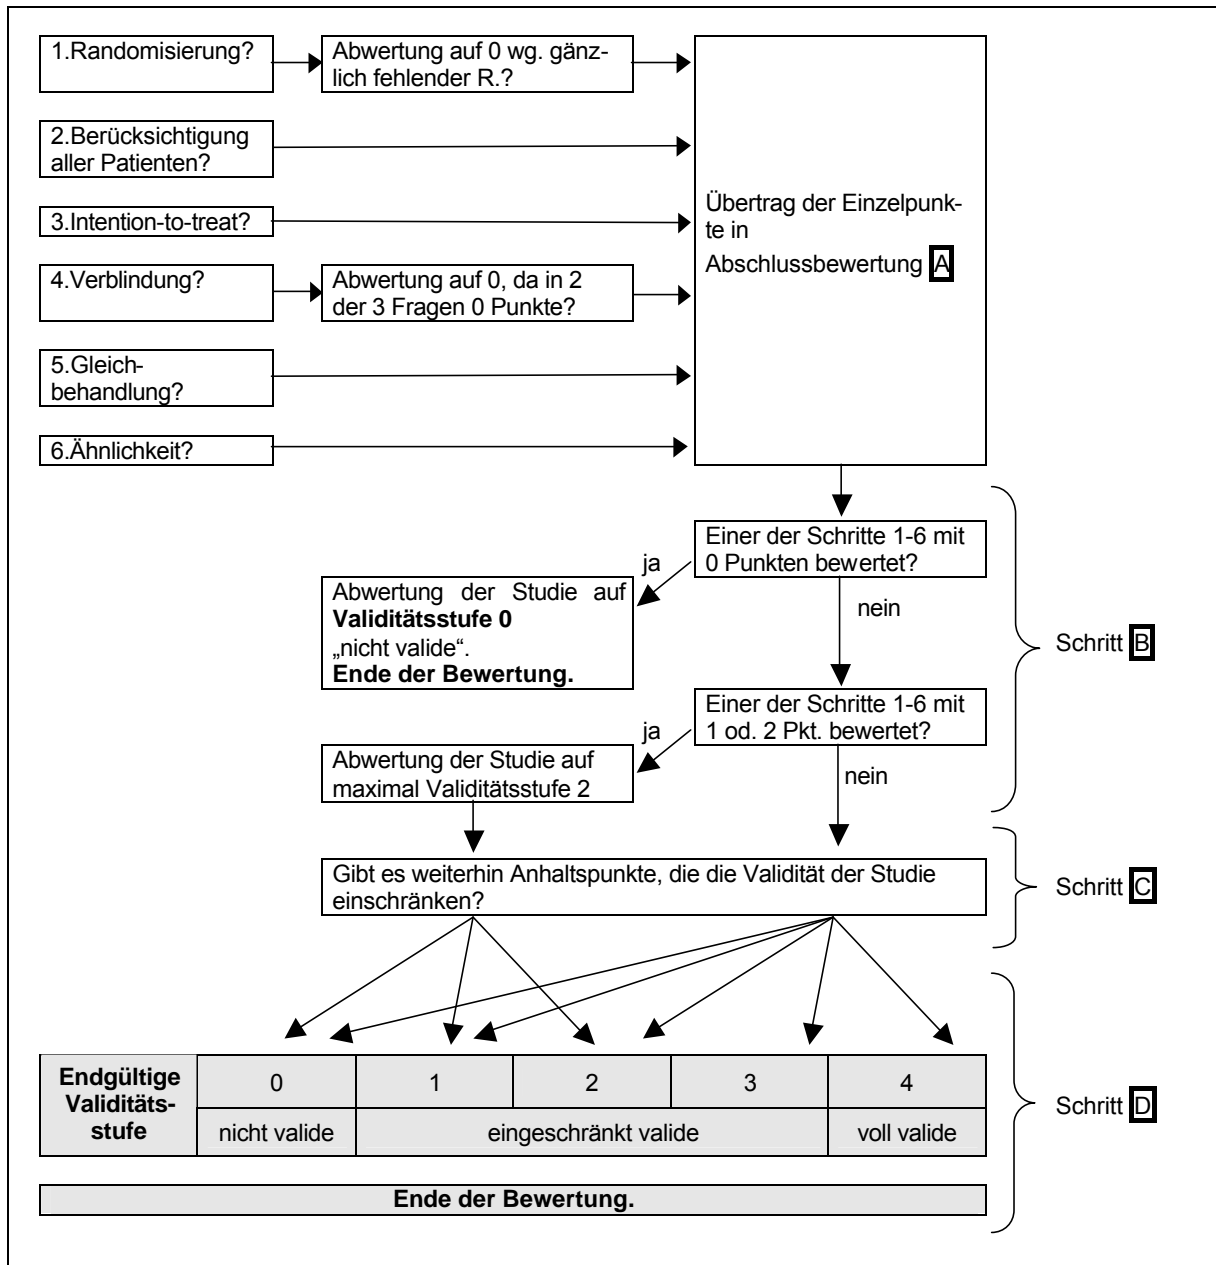 1.Randomisierung?
Abwertung auf 0 wg. gänz-
lich fehlender R.?
2.Berücksichtigung
aller Patienten?
3.Intention-to-treat?
4.Verblindung?
Abwertung auf 0, da in 2
der 3 Fragen 0 Punkte?
5.Gleich-
behandlung?
6.Ähnlichkeit?
Übertrag der Einzelpunk-
te in
Abschlussbewertung A
Einer der Schritte 1-6 mit
0 Punkten bewertet?
ja
nein
Abwertung der Studie auf
Validitätsstufe 0
„nicht valide“.
Ende der Bewertung.
Schritt B
Einer der Schritte 1-6 mit
1 od. 2 Pkt. bewertet?
ja
nein
Abwertung der Studie auf
maximal Validitätsstufe 2
Gibt es weiterhin Anhaltspunkte, die die Validität der Studie
einschränken?
Schritt C
Endgültige
Validitäts-
stufe
0 1 2 3 4
nicht valide eingeschränkt valide voll valide
Schritt D
Ende der Bewertung.